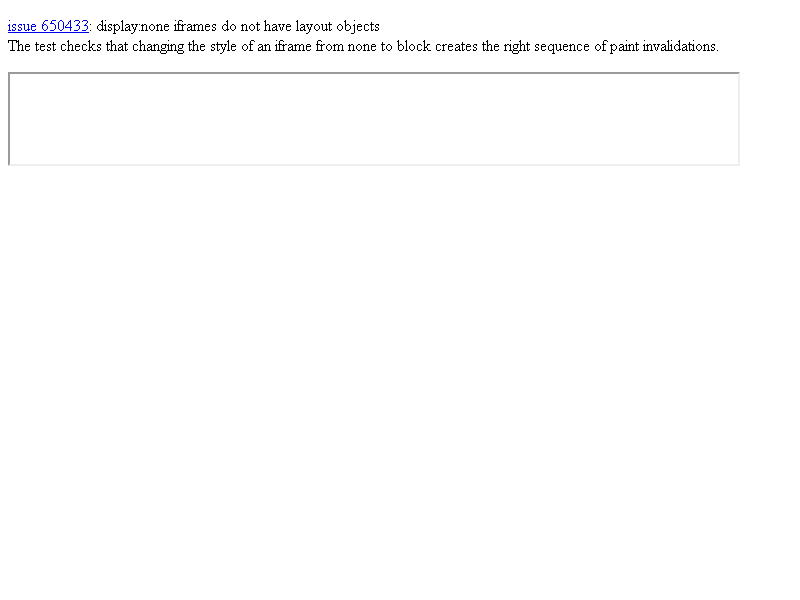 issue 650433: display:none iframes do not have layout objects
The test checks that changing the style of an iframe from none to block creates the right sequence of paint invalidations.